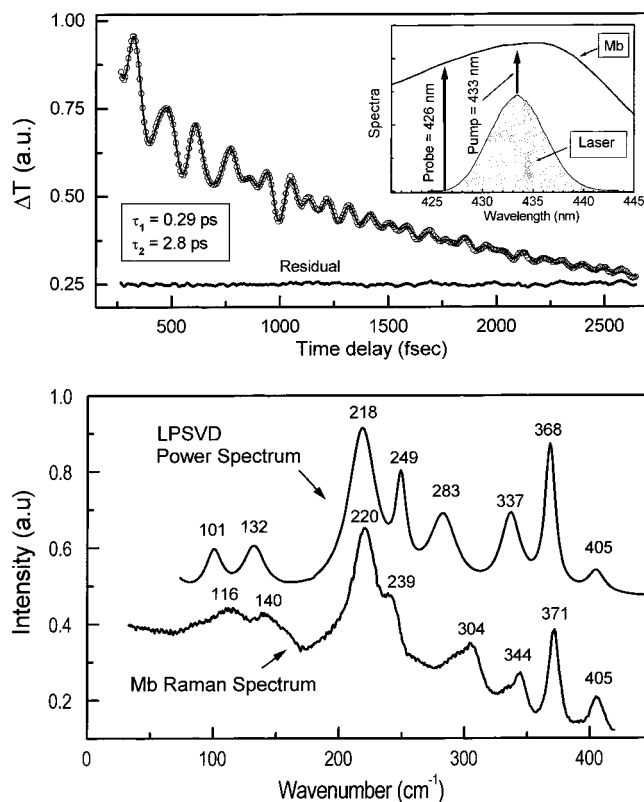 1.00
0.75
0.50
0.25
ΔT (a.u.)
τ1 = 0.29 ps
τ2 = 2.8 ps
Residual
500
1000
1500
2000
2500
Time delay (fsec)
Spectra
Probe = 426 nm
Pump = 433 nm
Mb
Laser
425
430
435
440
445
Wavelength (nm)
1.0
0.8
0.6
0.4
0.2
Intensity (a.u)
LPSVD
Power Spectrum
101
132
218
249
283
337
368
405
116
140
220
239
304
344
371
405
Mb Raman Spectrum
0
100
200
300
400
Wavenumber (cm-1)